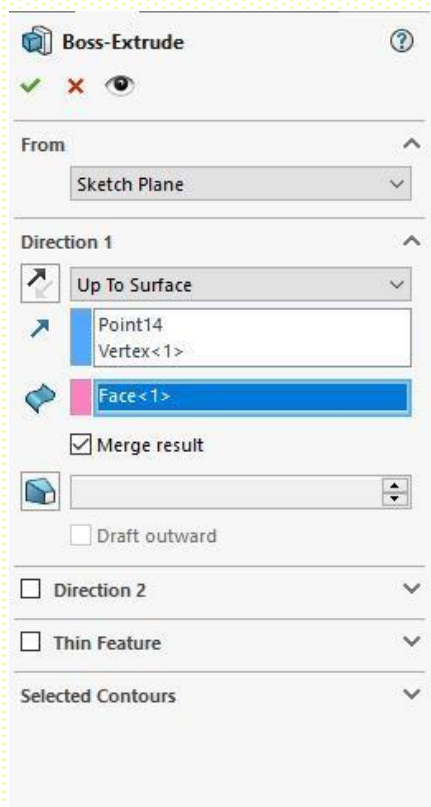 Boss-Extrude
?
From
Sketch Plane
Direction 1
Up To Surface
Point14
Vertex<1>
Face<1>
Merge result
Draft outward
Direction 2
Thin Feature
Selected Contours